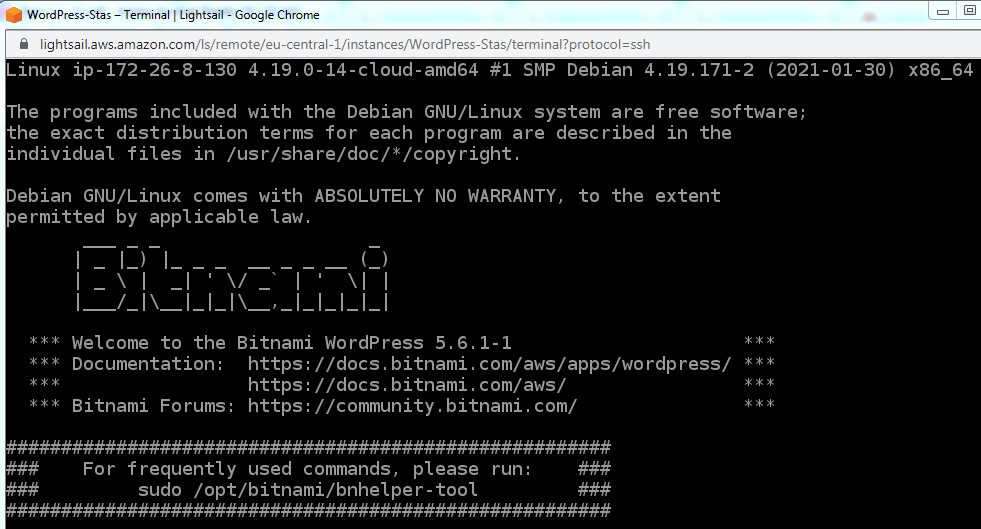 WordPress-Stas – Terminal | Lightsail - Google Chrome
lightsail.aws.amazon.com/ls/remote/eu-central-1/instances/WordPress-Stas/terminal?protocol=ssh
Linux ip-172-26-8-130 4.19.0-14-cloud-amd64 #1 SMP Debian 4.19.171-2 (2021-01-30) x86_64
The programs included with the Debian GNU/Linux system are free software;
the exact distribution terms for each program are described in the
individual files in /usr/share/doc/*/copyright.
Debian GNU/Linux comes with ABSOLUTELY NO WARRANTY, to the extent
permitted by applicable law.
Bitnami
*** Welcome to the Bitnami WordPress 5.6.1-1 ***
*** Documentation: https://docs.bitnami.com/aws/apps/wordpress/ ***
*** https://docs.bitnami.com/aws/ ***
*** Bitnami Forums: https://community.bitnami.com/ ***
#######################################################
### For frequently used commands, please run: ###
### sudo /opt/bitnami/bnhelper-tool ###
#######################################################